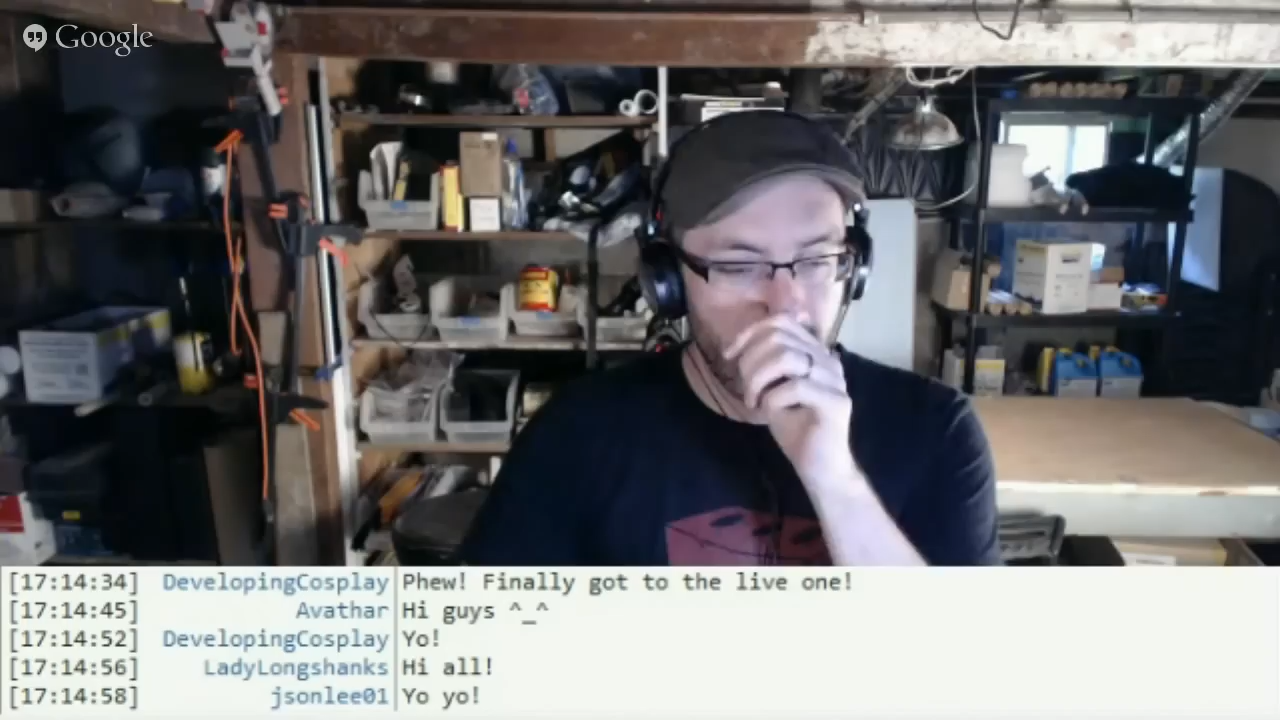 Google
[17:14:34] DevelopingCosplay Phew! Finally got to the live one!
[17:14:45] Avathar Hi guys ^_^
[17:14:52] DevelopingCosplay Yo!
[17:14:56] LadyLongshanks Hi all!
[17:14:58] jsonlee01 Yo yo!